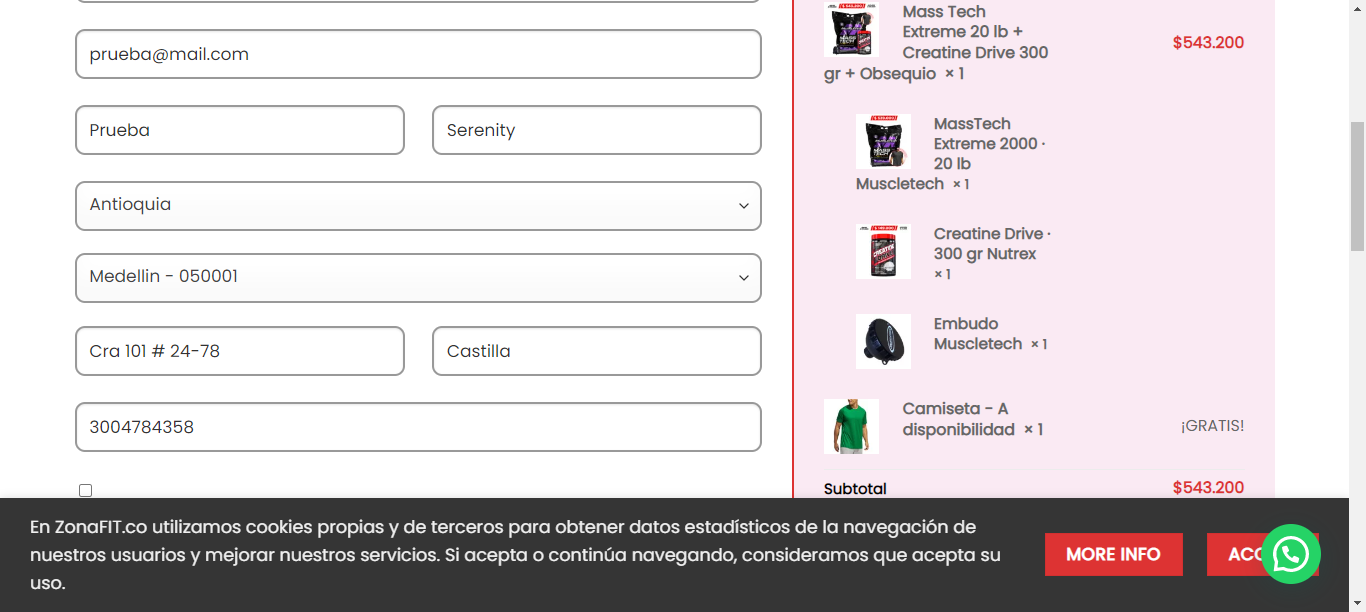 prueba@mail.com
Prueba
Serenity
Antioquia
Medellin - 050001
Cra 101 # 24-78
Castilla
3004784358
Mass Tech
Extreme 20 lb +
Creatine Drive 300
gr + Obsequio × 1
$543.200
MassTech
Extreme 2000 ·
20 lb
Muscletech × 1
Creatine Drive ·
300 gr Nutrex
× 1
Embudo
Muscletech × 1
Camiseta - A
disponibilidad × 1
¡GRATIS!
Subtotal
$543.200
En ZonaFIT.co utilizamos cookies propias y de terceros para obtener datos estadísticos de la navegación de
nuestros usuarios y mejorar nuestros servicios. Si acepta o continúa navegando, consideramos que acepta su
uso.
MORE INFO